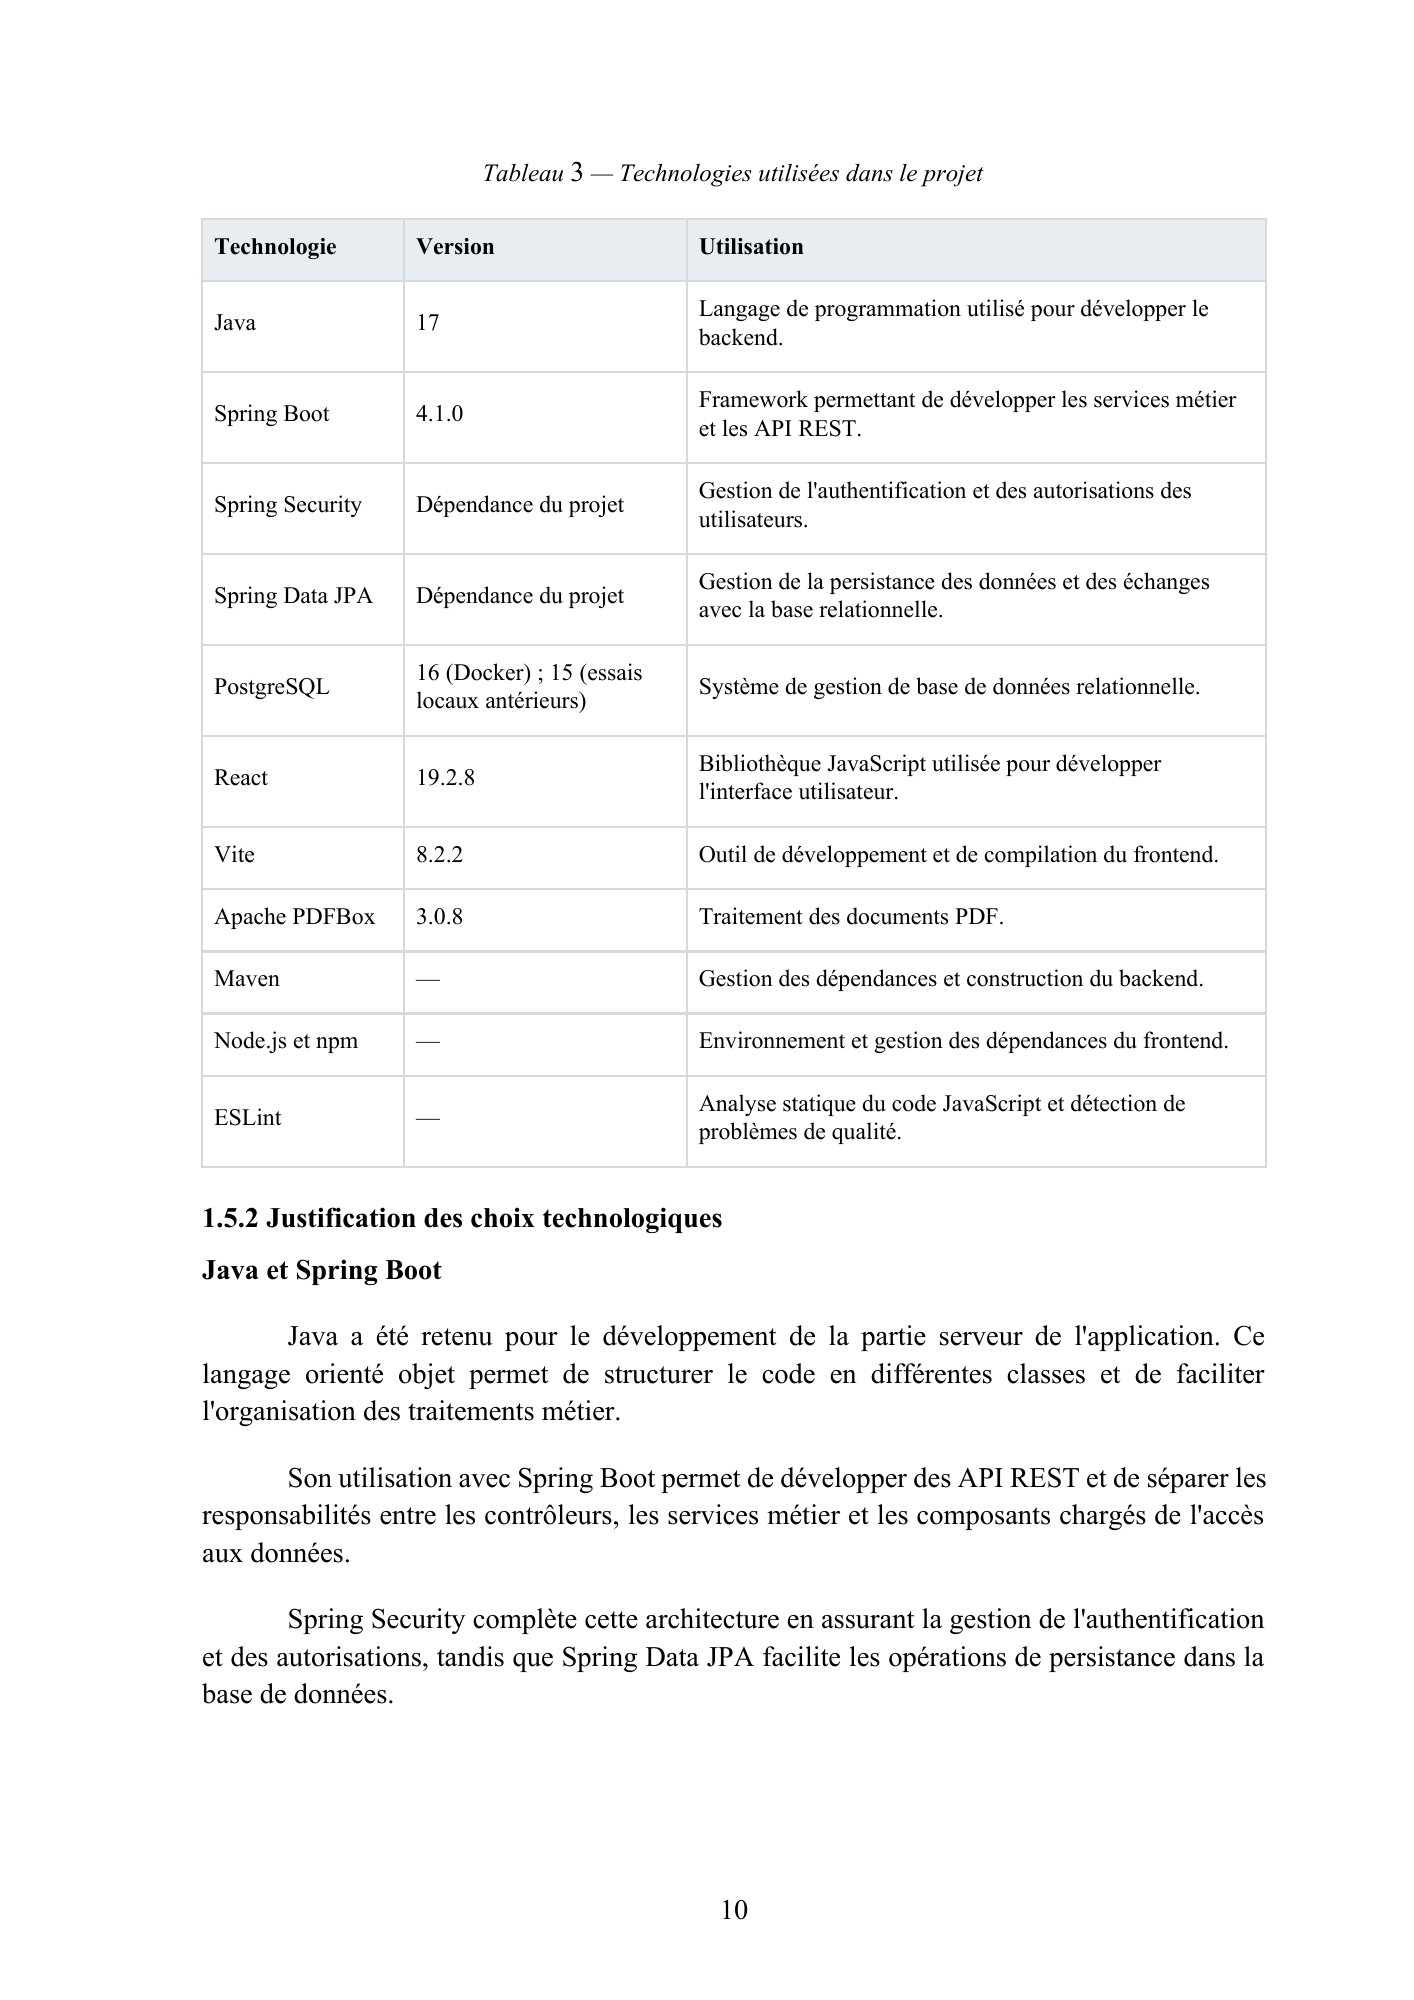 Tableau 3 — Technologies utilisées dans le projet
Technologie Version Utilisation
Java 17 Langage de programmation utilisé pour développer le
backend.
Spring Boot 4.1.0 Framework permettant de développer les services métier
et les API REST.
Spring Security Dépendance du projet Gestion de l'authentification et des autorisations des
utilisateurs.
Spring Data JPA Dépendance du projet Gestion de la persistance des données et des échanges
avec la base relationnelle.
PostgreSQL 16 (Docker) ; 15 (essais
locaux antérieurs) Système de gestion de base de données relationnelle.
React 19.2.8 Bibliothèque JavaScript utilisée pour développer
l'interface utilisateur.
Vite 8.2.2 Outil de développement et de compilation du frontend.
Apache PDFBox 3.0.8 Traitement des documents PDF.
Maven — Gestion des dépendances et construction du backend.
Node.js et npm — Environnement et gestion des dépendances du frontend.
ESLint — Analyse statique du code JavaScript et détection de
problèmes de qualité.
1.5.2 Justification des choix technologiques
Java et Spring Boot
Java a été retenu pour le développement de la partie serveur de l'application. Ce
langage orienté objet permet de structurer le code en différentes classes et de faciliter
l'organisation des traitements métier.
Son utilisation avec Spring Boot permet de développer des API REST et de séparer les
responsabilités entre les contrôleurs, les services métier et les composants chargés de l'accès
aux données.
Spring Security complète cette architecture en assurant la gestion de l'authentification
et des autorisations, tandis que Spring Data JPA facilite les opérations de persistance dans la
base de données.
10